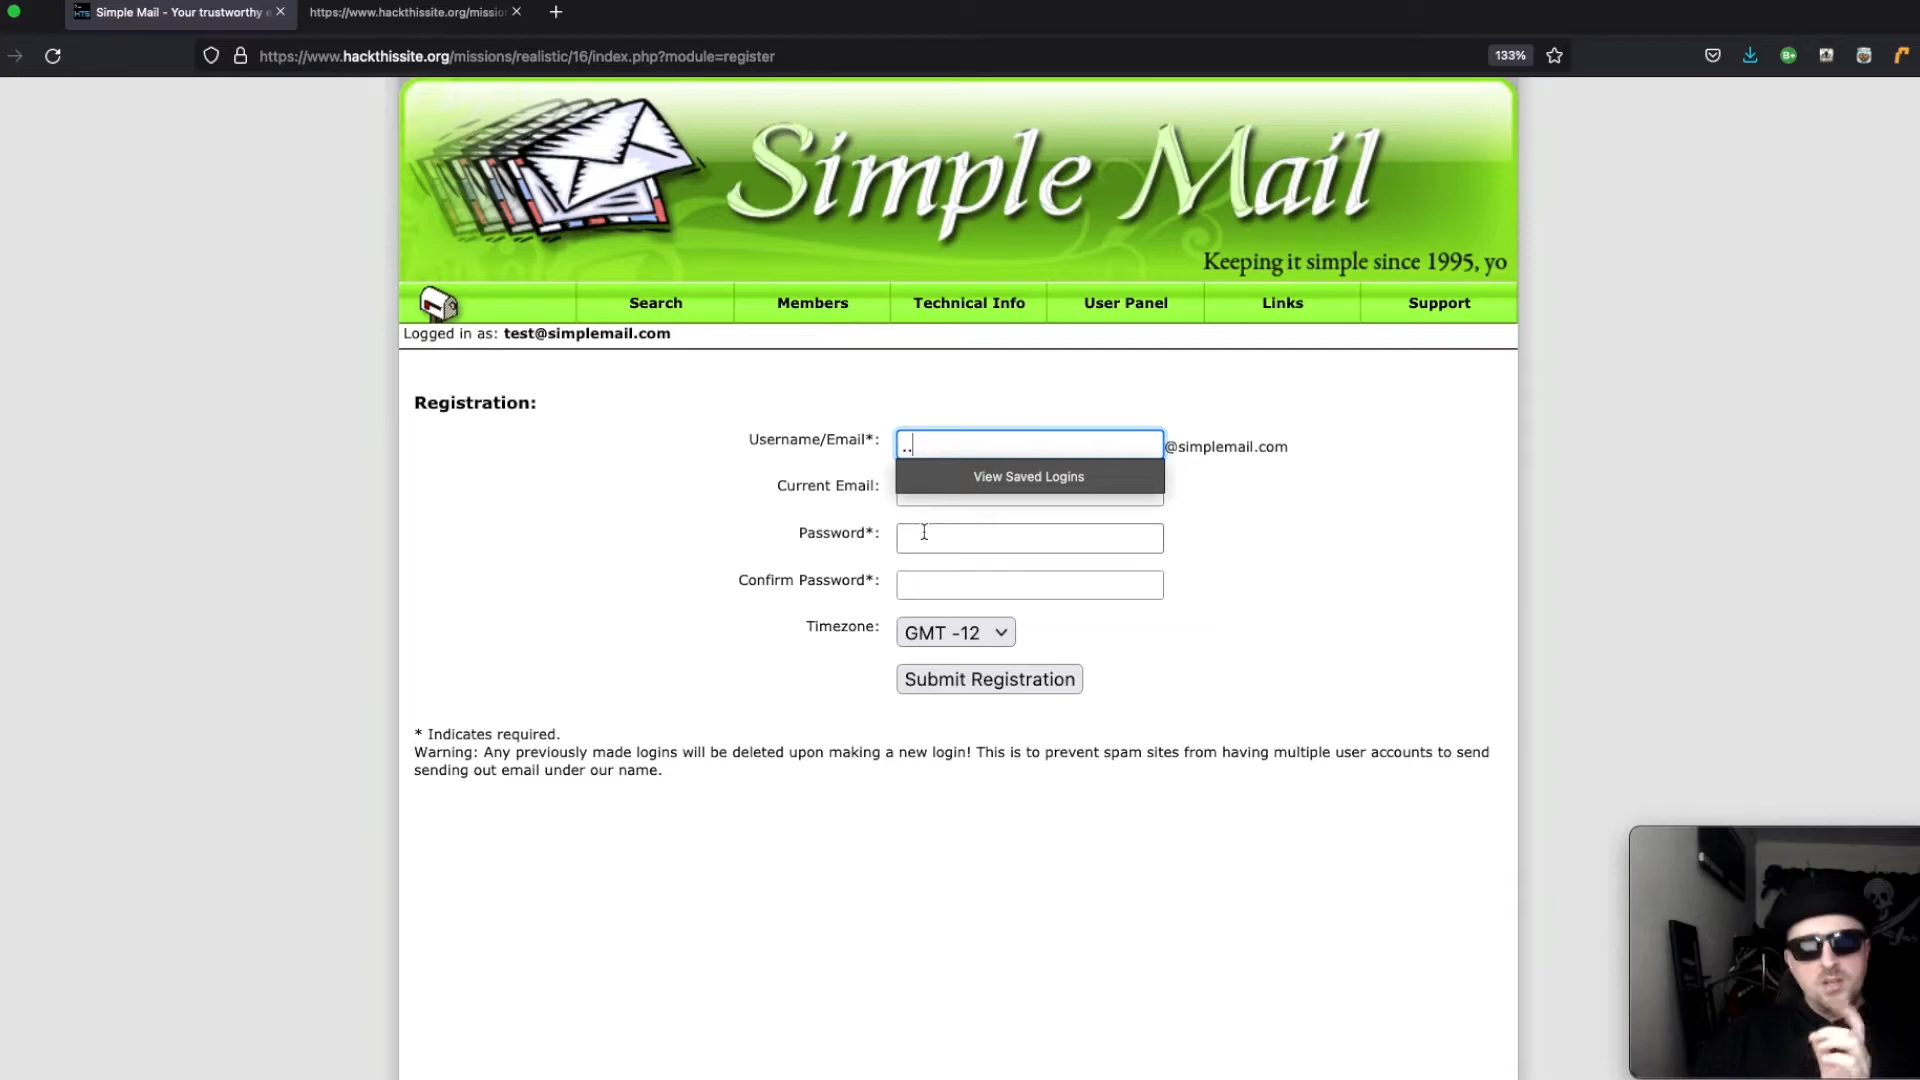 Simple Mail - Your trustworthy e
https://www.hackthissite.org/missio
https://www.hackthissite.org/missions/realistic/16/index.php?module=register
133%
Simple Mail
Keeping it simple since 1995, yo
Search Members Technical Info User Panel Links Support
Logged in as: test@simplemail.com
Registration:
Username/Email*: .. @simplemail.com
View Saved Logins
Current Email:
Password*:
Confirm Password*:
Timezone: GMT -12
Submit Registration
* Indicates required.
Warning: Any previously made logins will be deleted upon making a new login! This is to prevent spam sites from having multiple user accounts to send
sending out email under our name.